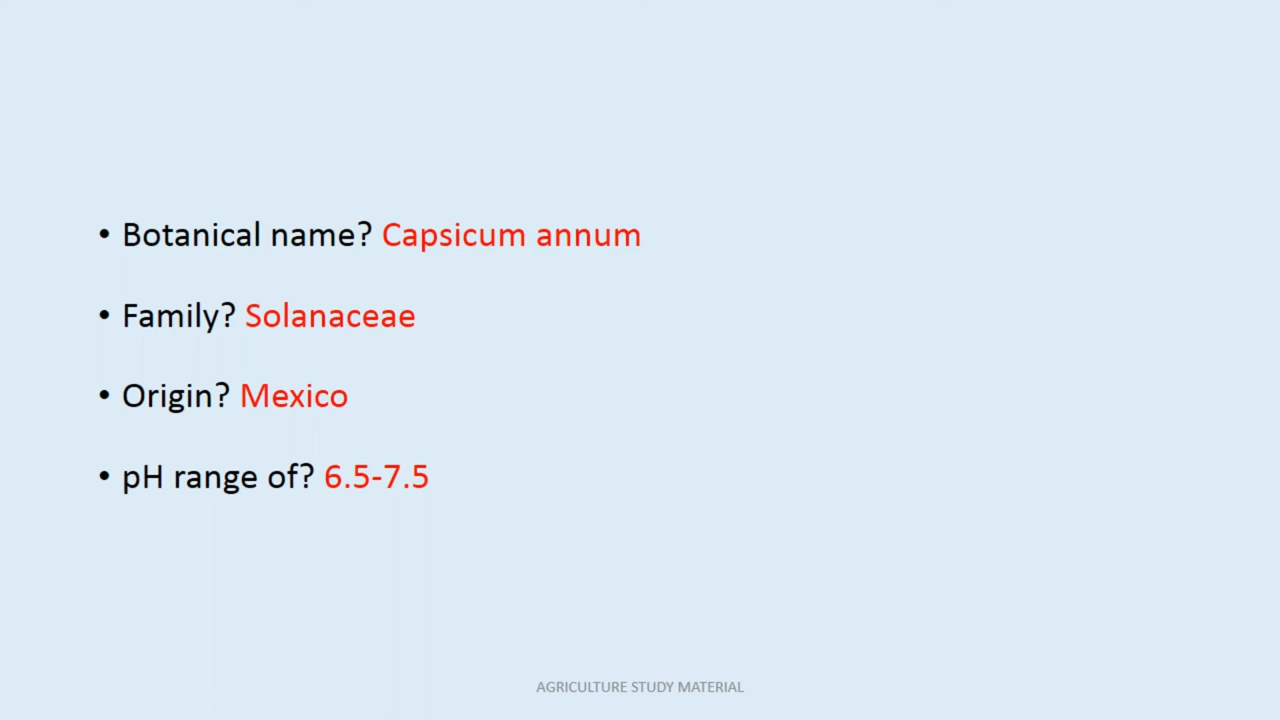 • Botanical name? Capsicum annum
• Family? Solanaceae
• Origin? Mexico
• pH range of? 6.5-7.5
AGRICULTURE STUDY MATERIAL